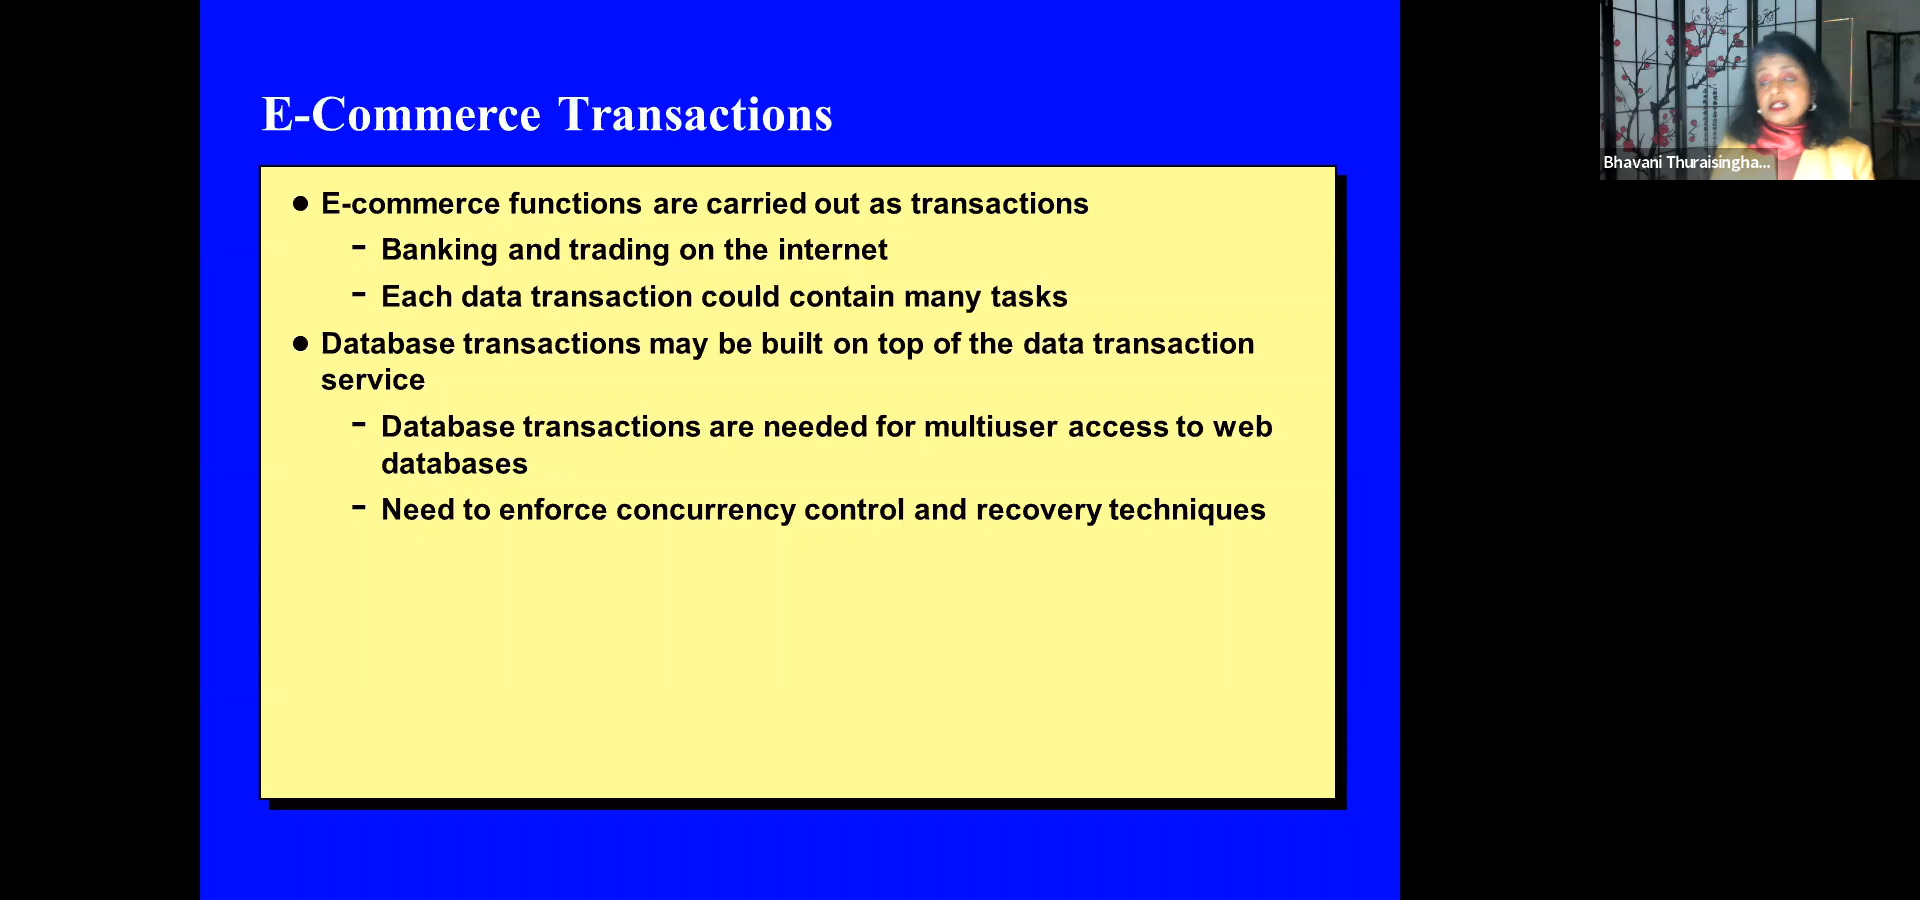 E-Commerce Transactions
● E-commerce functions are carried out as transactions
- Banking and trading on the internet
- Each data transaction could contain many tasks
● Database transactions may be built on top of the data transaction
service
- Database transactions are needed for multiuser access to web
databases
- Need to enforce concurrency control and recovery techniques
Bhavani Thuraisingha...